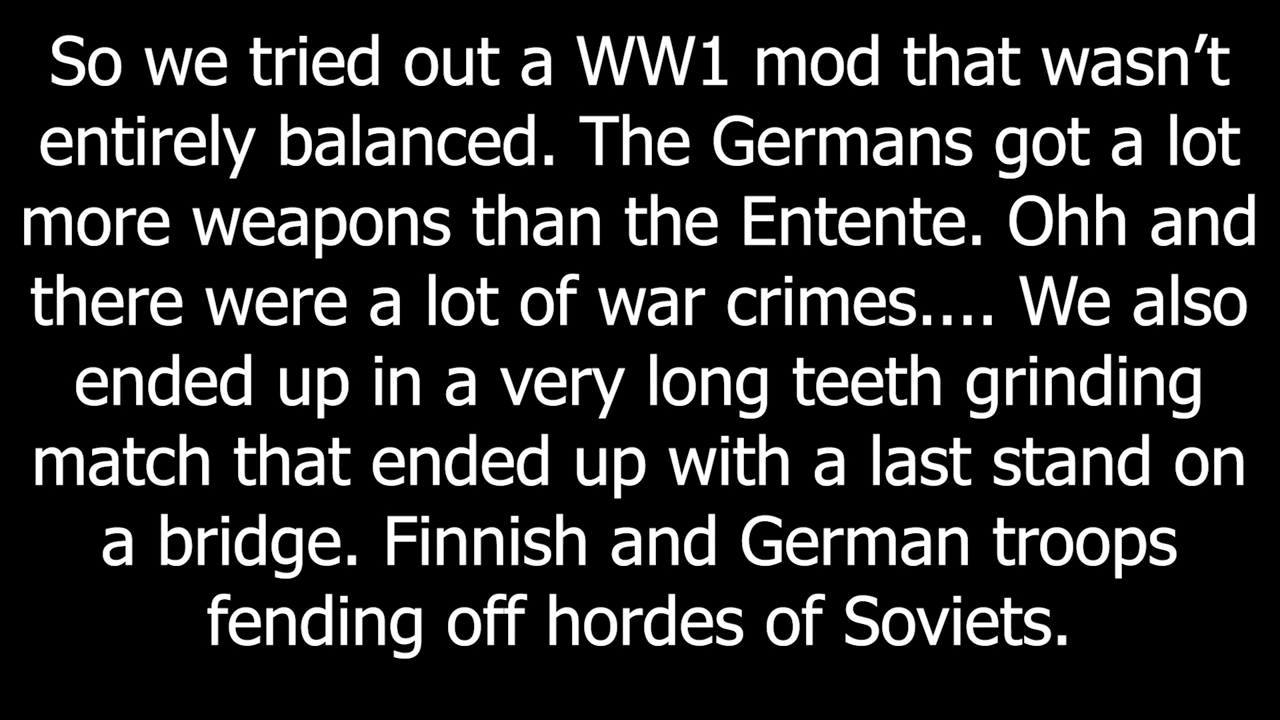 So we tried out a WW1 mod that wasn’t
entirely balanced. The Germans got a lot
more weapons than the Entente. Ohh and
there were a lot of war crimes.... We also
ended up in a very long teeth grinding
match that ended up with a last stand on
a bridge. Finnish and German troops
fending off hordes of Soviets.